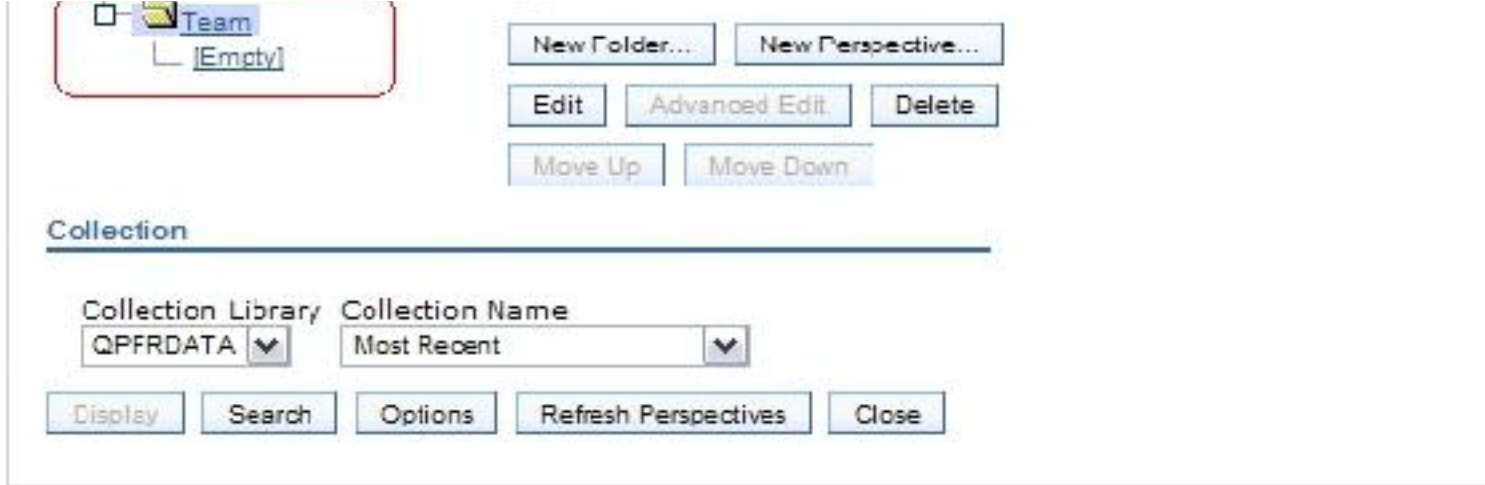 Team
[Empty]
New Folder... New Perspective...
Edit Advanced Edit Delete
Move Up Move Down
Collection
Collection Library Collection Name
QPFRDATA Most Recent
Display Search Options Refresh Perspectives Close